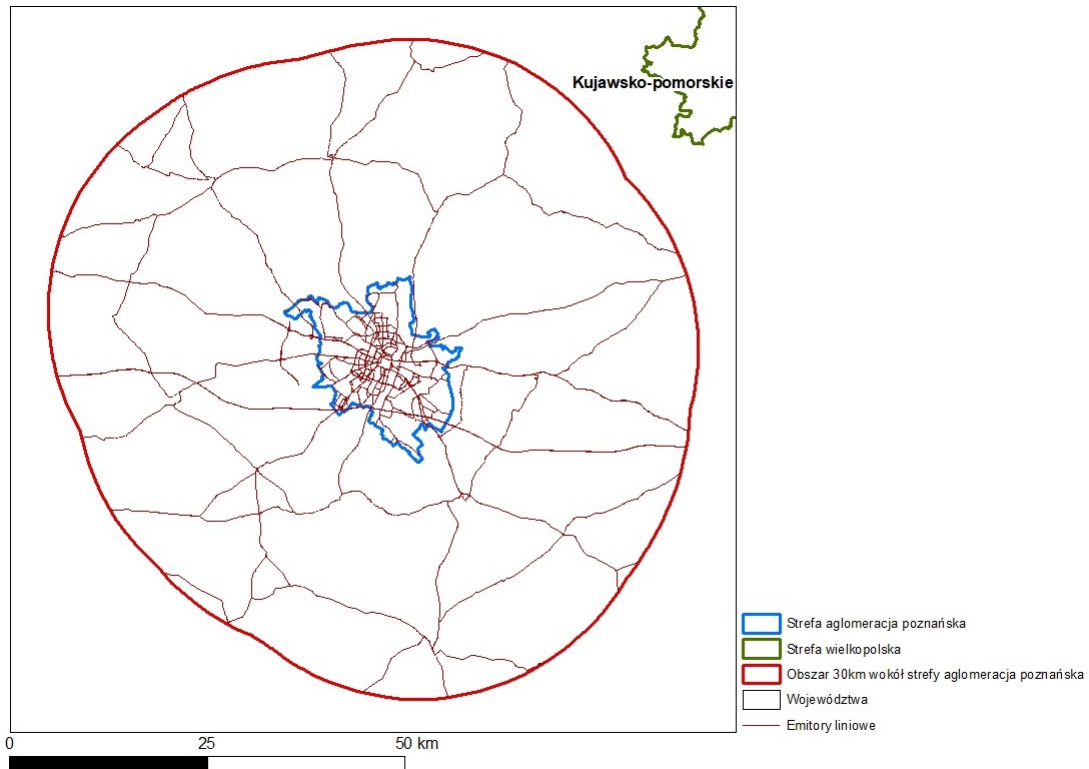 Kujawsko-pomorskie
Strefa aglomeracja poznańska
Strefa wielkopolska
Obszar 30km wokół strefy aglomeracja poznańska
Województwa
Emitory liniowe
0 25 50 km